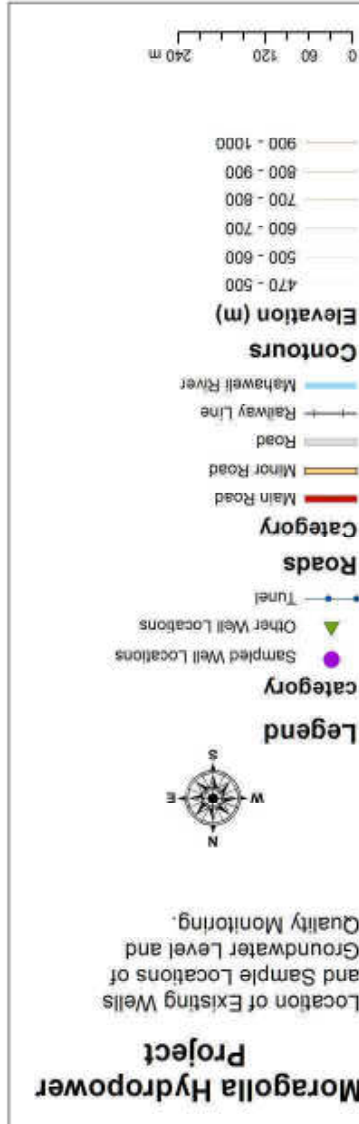 Moragolla Hydropower
Project
Location of Existing Wells
and Sample Locations of
Groundwater Level and
Quality Monitoring.
N
W E
S
Legend
category
Sampled Well Locations
Other Well Locations
Tunel
Roads
Category
Main Road
Minor Road
Road
Railway Line
Mahaweli River
Contours
Elevation (m)
470 - 500
500 - 600
600 - 700
700 - 800
800 - 900
900 - 1000
0 60 120 240 m